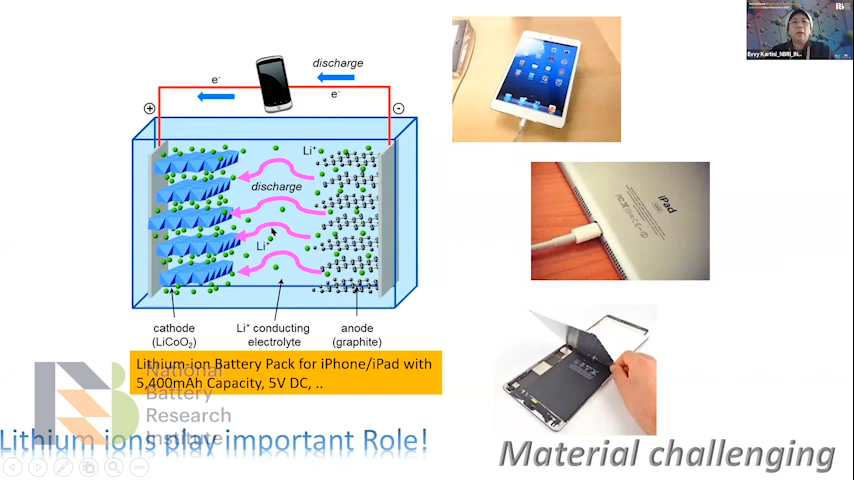 Evvy Kartini_NBRI_IN...
discharge
e-
e-
+
-
Li+
discharge
Li+
cathode
(LiCoO2)
Li+ conducting
electrolyte
anode
(graphite)
Lithium-ion Battery Pack for iPhone/iPad with
5,400mAh Capacity, 5V DC, ..
National
Battery
Research
Institute
Lithium ions play important Role!
iPad
Material challenging